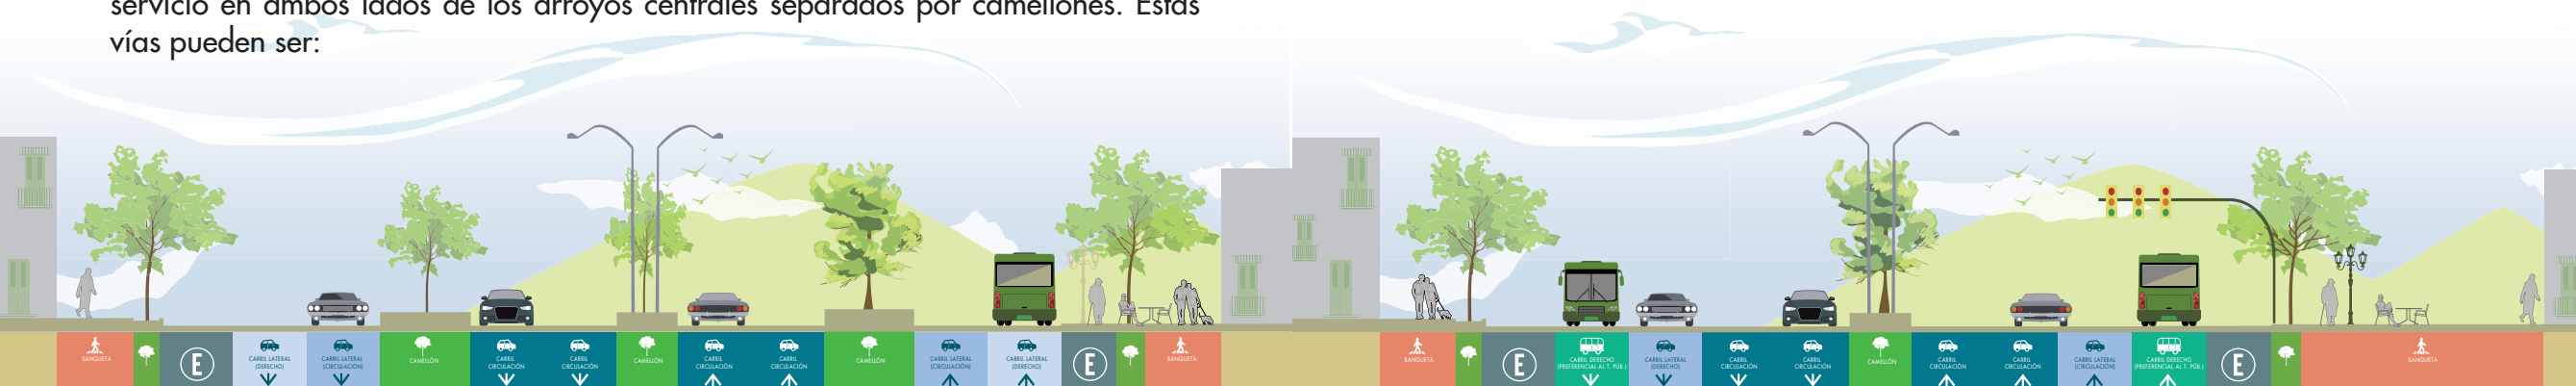 servicio en ambos lados de los arroyos centrales separados por camellones. Estas
vías pueden ser:
BANQUETA
E
CARRIL LATERAL
(DERECHO)
CARRIL LATERAL
(CIRCULACIÓN)
CAMELLÓN
CARRIL
CIRCULACIÓN
CARRIL
CIRCULACIÓN
CAMELLÓN
CARRIL
CIRCULACIÓN
CARRIL
CIRCULACIÓN
CAMELLÓN
CARRIL LATERAL
(CIRCULACIÓN)
CARRIL LATERAL
(DERECHO)
E
BANQUETA
BANQUETA
E
CARRIL DERECHO
(PREFERENCIAL AL T. PÚB.)
CARRIL LATERAL
(DERECHO)
CARRIL
CIRCULACIÓN
CARRIL
CIRCULACIÓN
CAMELLÓN
CARRIL
CIRCULACIÓN
CARRIL
CIRCULACIÓN
CARRIL LATERAL
(CIRCULACIÓN)
CARRIL DERECHO
(PREFERENCIAL AL T. PÚB.)
E
BANQUETA